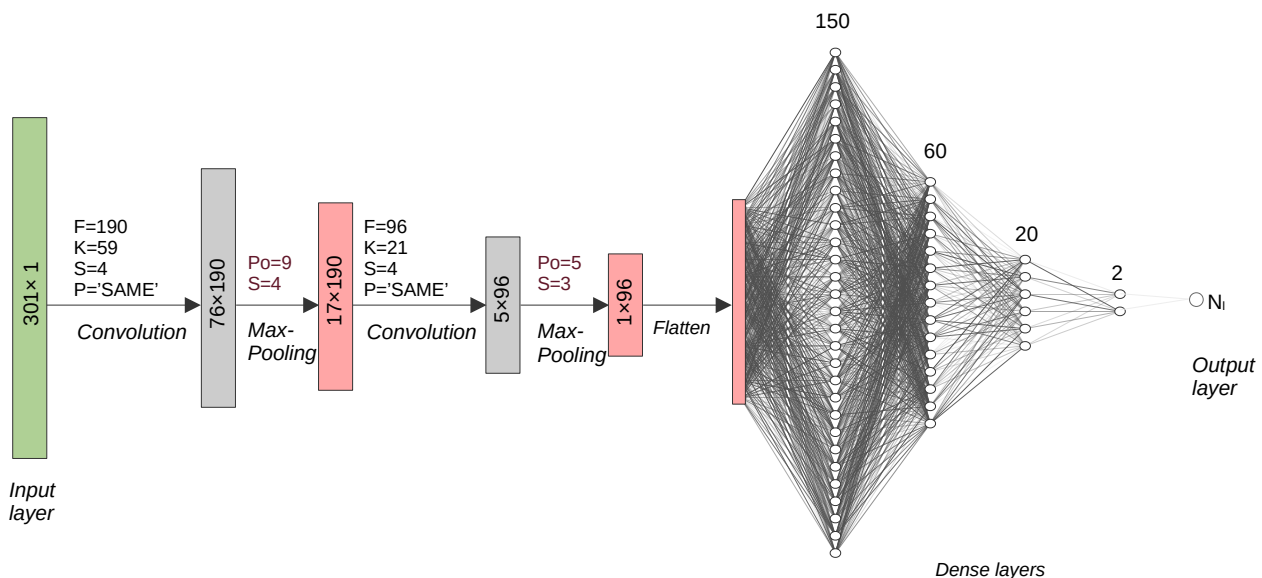 301×1
Input
layer
F=190
K=59
S=4
P='SAME'
Convolution
76×190
Po=9
S=4
Max-
Pooling
17×190
F=96
K=21
S=4
P='SAME'
Convolution
5×96
Po=5
S=3
Max-
Pooling
1×96
Flatten
150
60
20
2
Dense layers
Nₗ
Output
layer